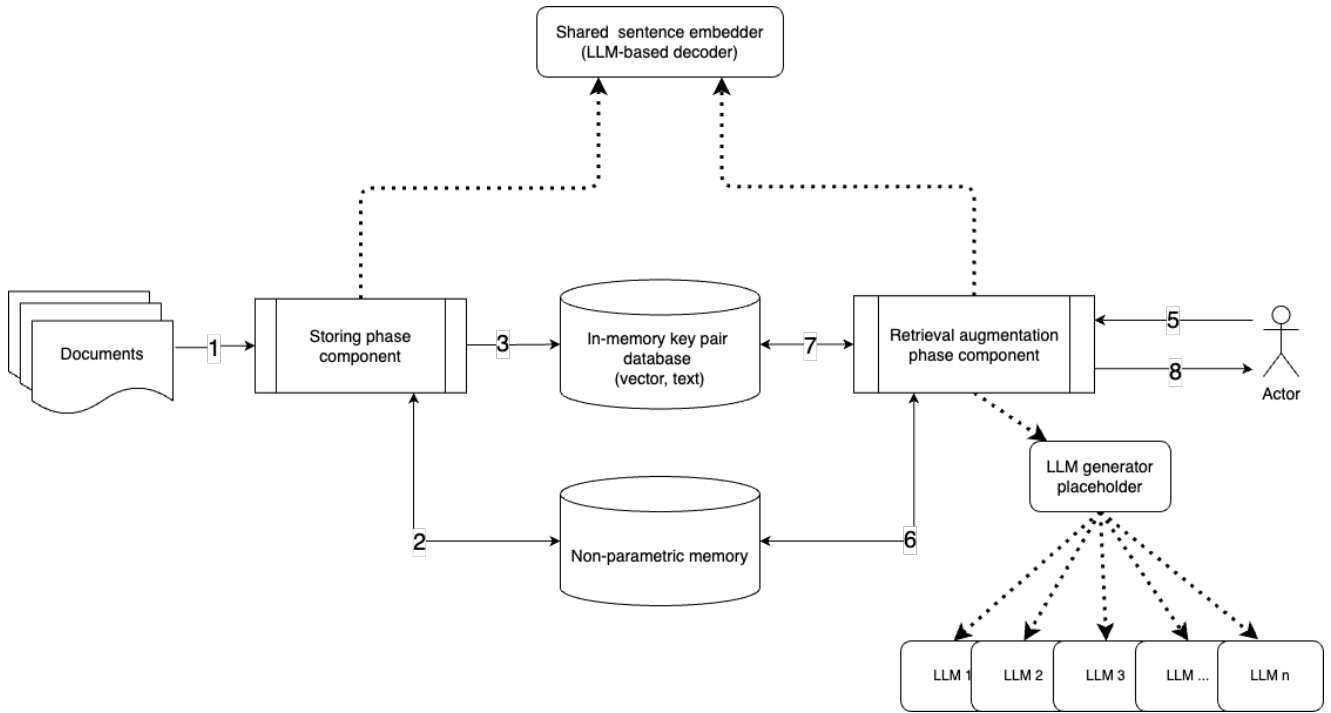 Shared sentence embedder
(LLM-based decoder)
Documents
1
Storing phase
component
3
In-memory key pair
database
(vector, text)
7
Retrieval augmentation
phase component
5
8
Actor
LLM generator
placeholder
2
Non-parametric memory
6
LLM 1
LLM 2
LLM 3
LLM ...
LLM n